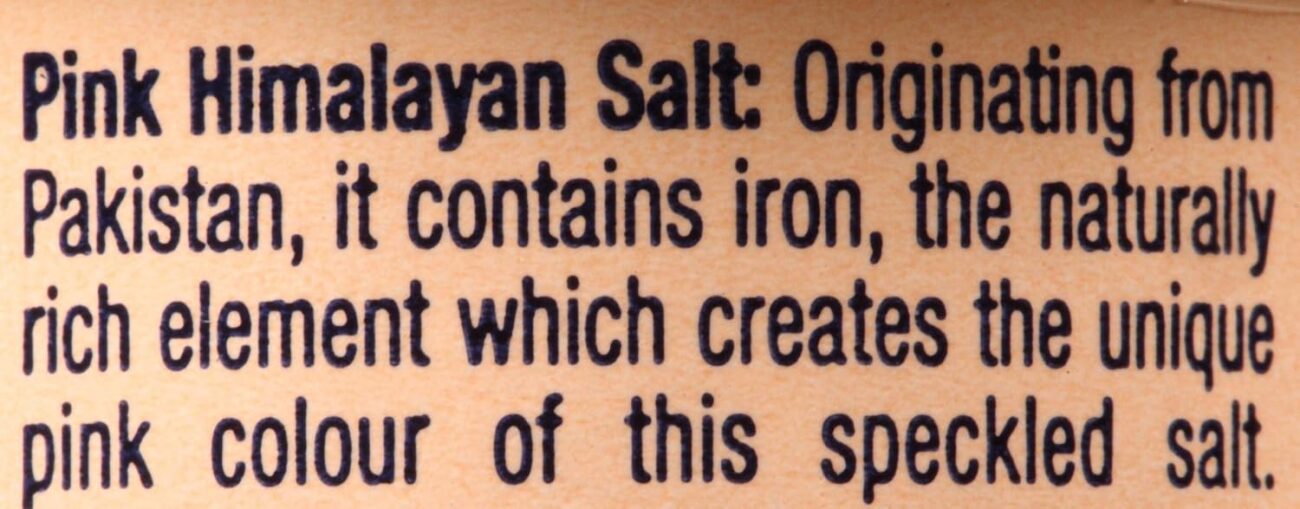 Pink Himalayan Salt: Originating from
Pakistan, it contains iron, the naturally
rich element which creates the unique
pink colour of this speckled salt.